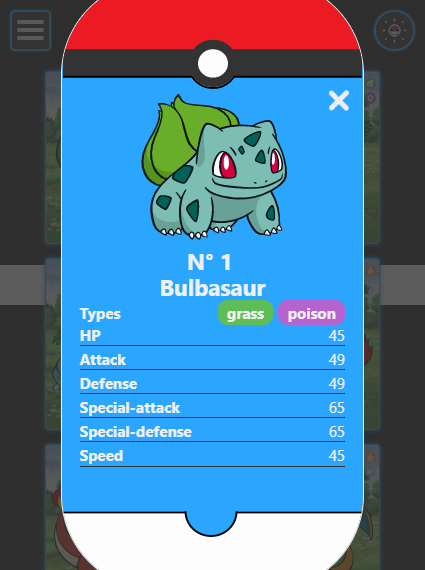 N° 1
Bulbasaur
Types grass poison
HP 45
Attack 49
Defense 49
Special-attack 65
Special-defense 65
Speed 45